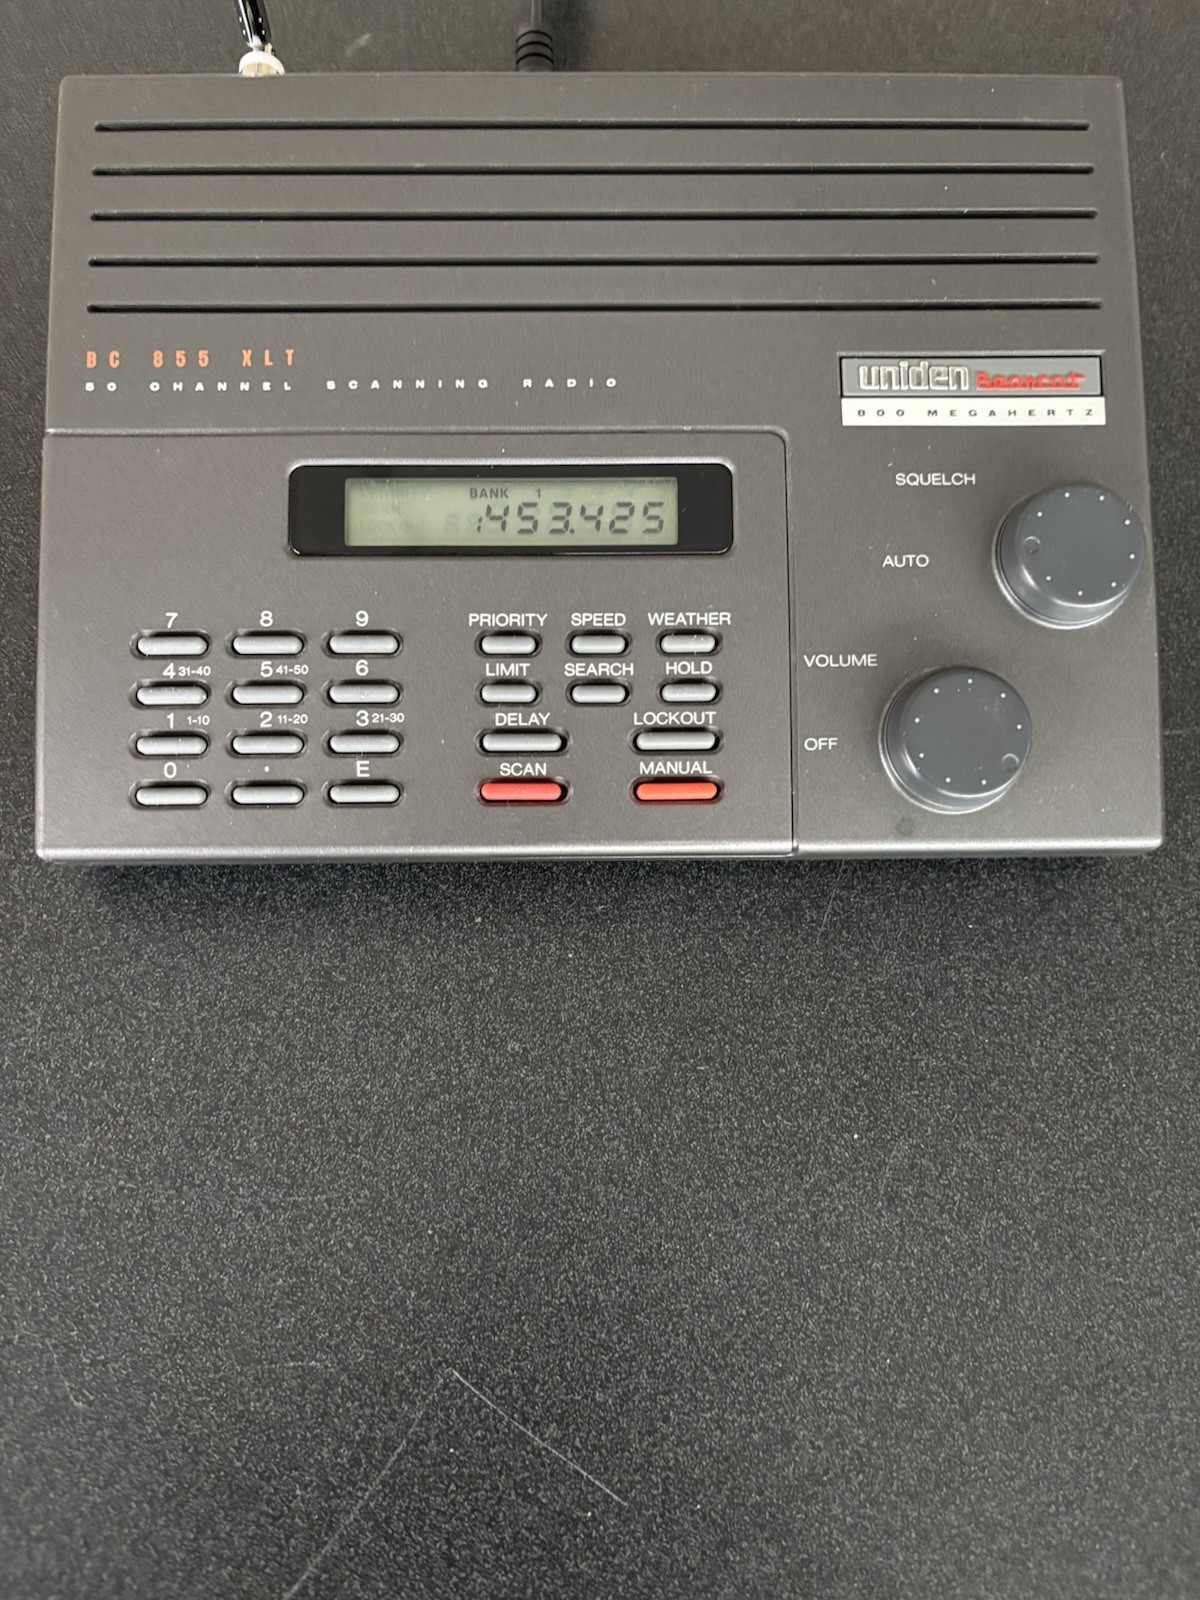 BC 855 XLT
50 CHANNEL SCANNING RADIO
uniden Bearcat
800 MEGAHERTZ
BANK 1
453.425
SQUELCH
AUTO
VOLUME
OFF
7 8 9
4 31-40 5 41-50 6
1 1-10 2 11-20 3 21-30
0 . E
PRIORITY SPEED WEATHER
LIMIT SEARCH HOLD
DELAY LOCKOUT
SCAN MANUAL